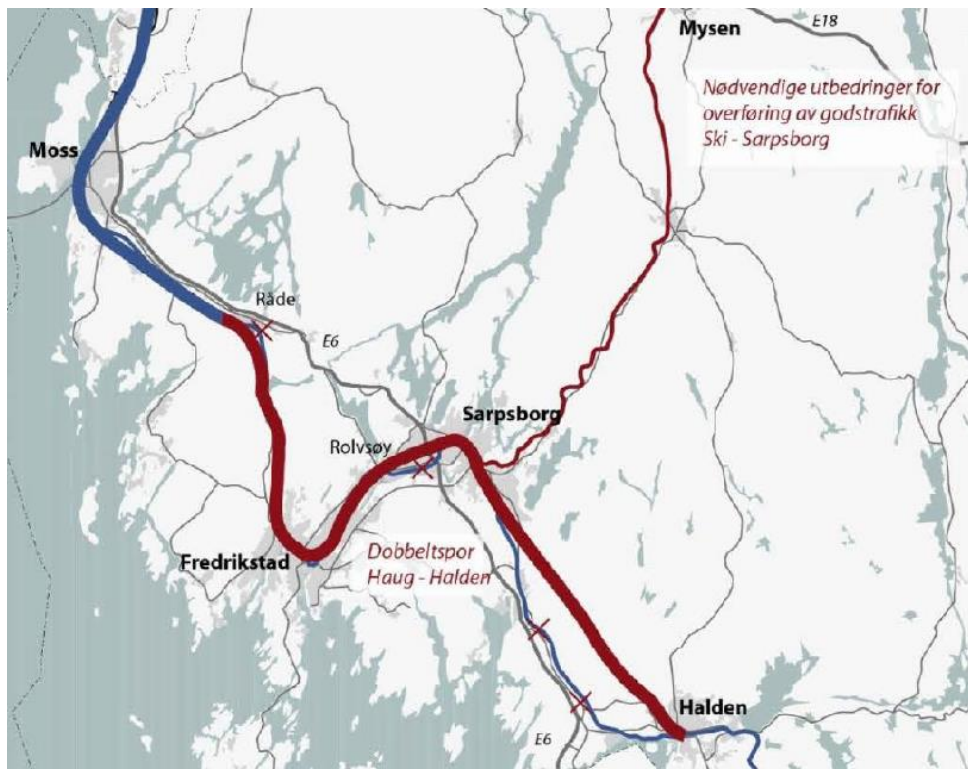 Mysen
E18
Nødvendige utbedringer for
overføring av godstrafikk
Ski - Sarpsborg
Moss
Råde
E6
Sarpsborg
Rolvsøy
Fredrikstad
Dobbeltspor
Haug - Halden
Halden
E6